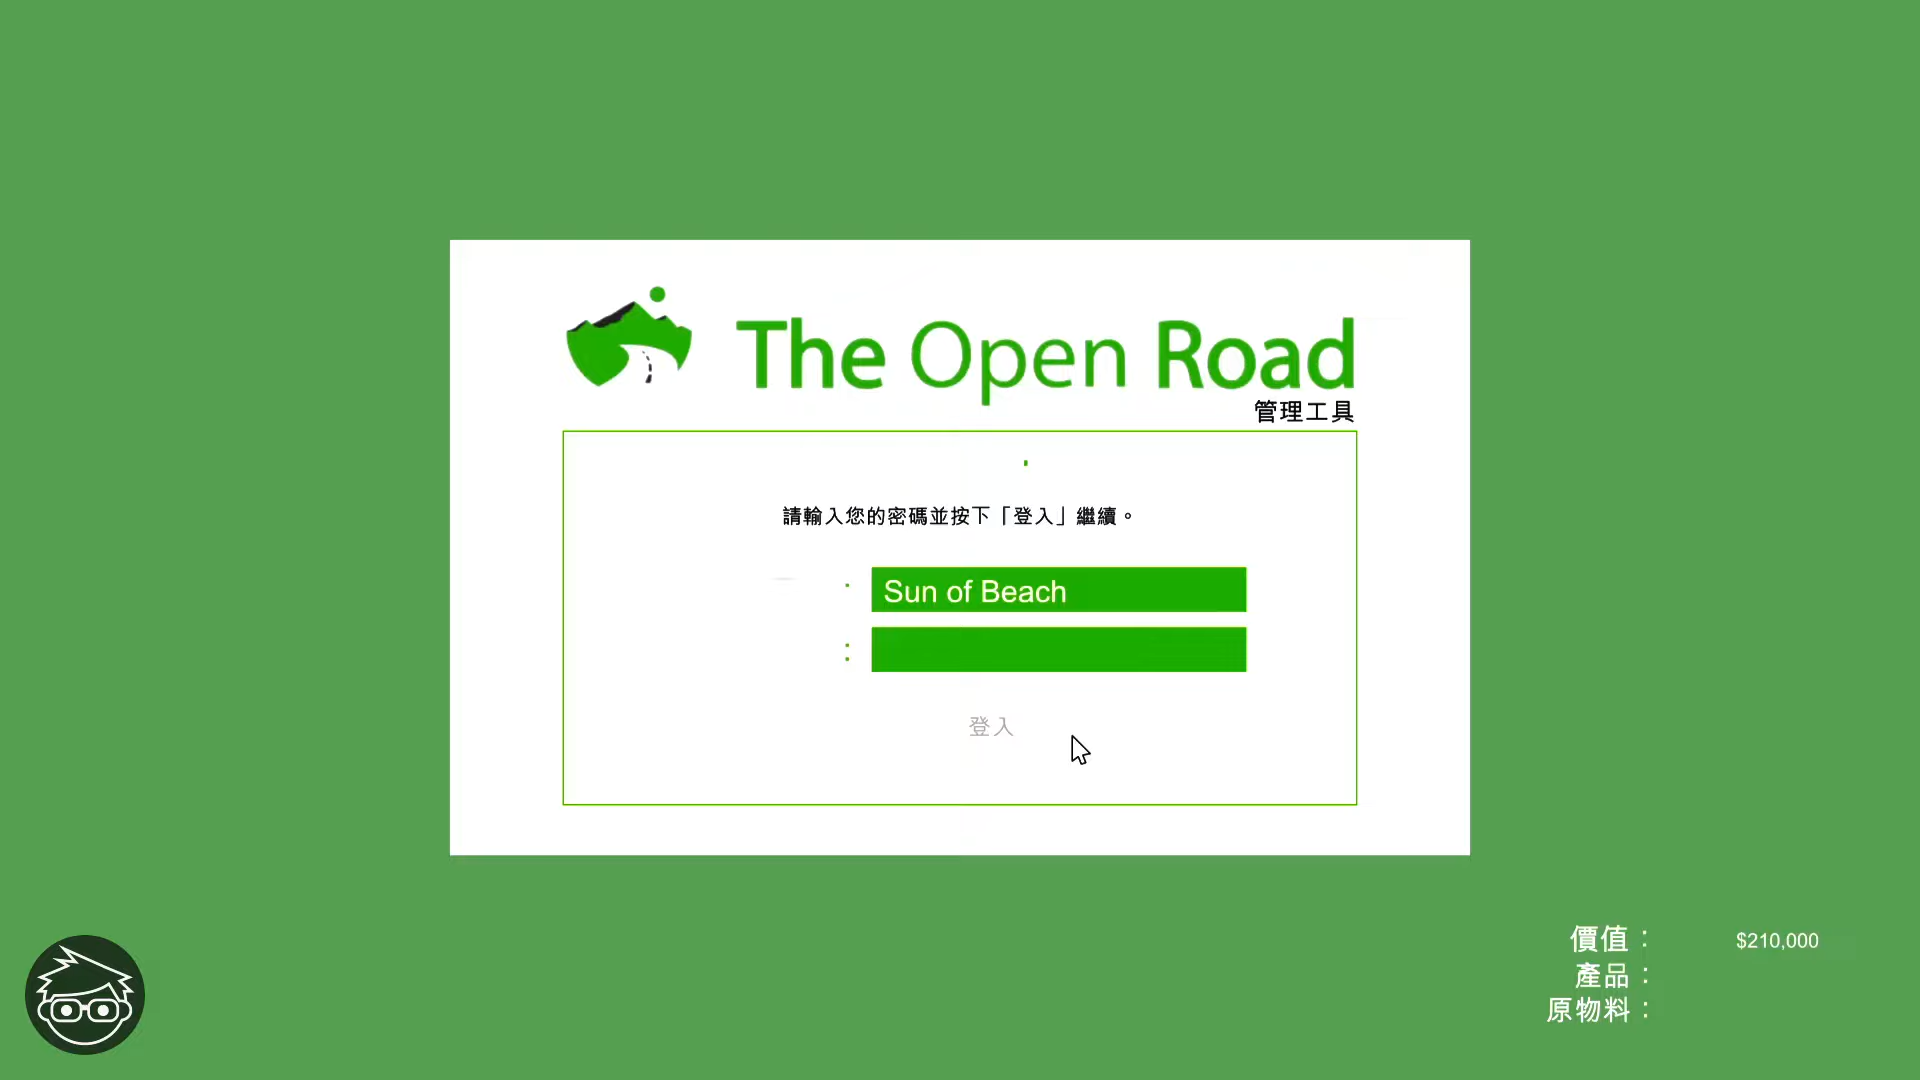 The Open Road
管理工具
請輸入您的密碼並按下「登入」繼續。
Sun of Beach
登入
價值： $210,000
產品：
原物料：